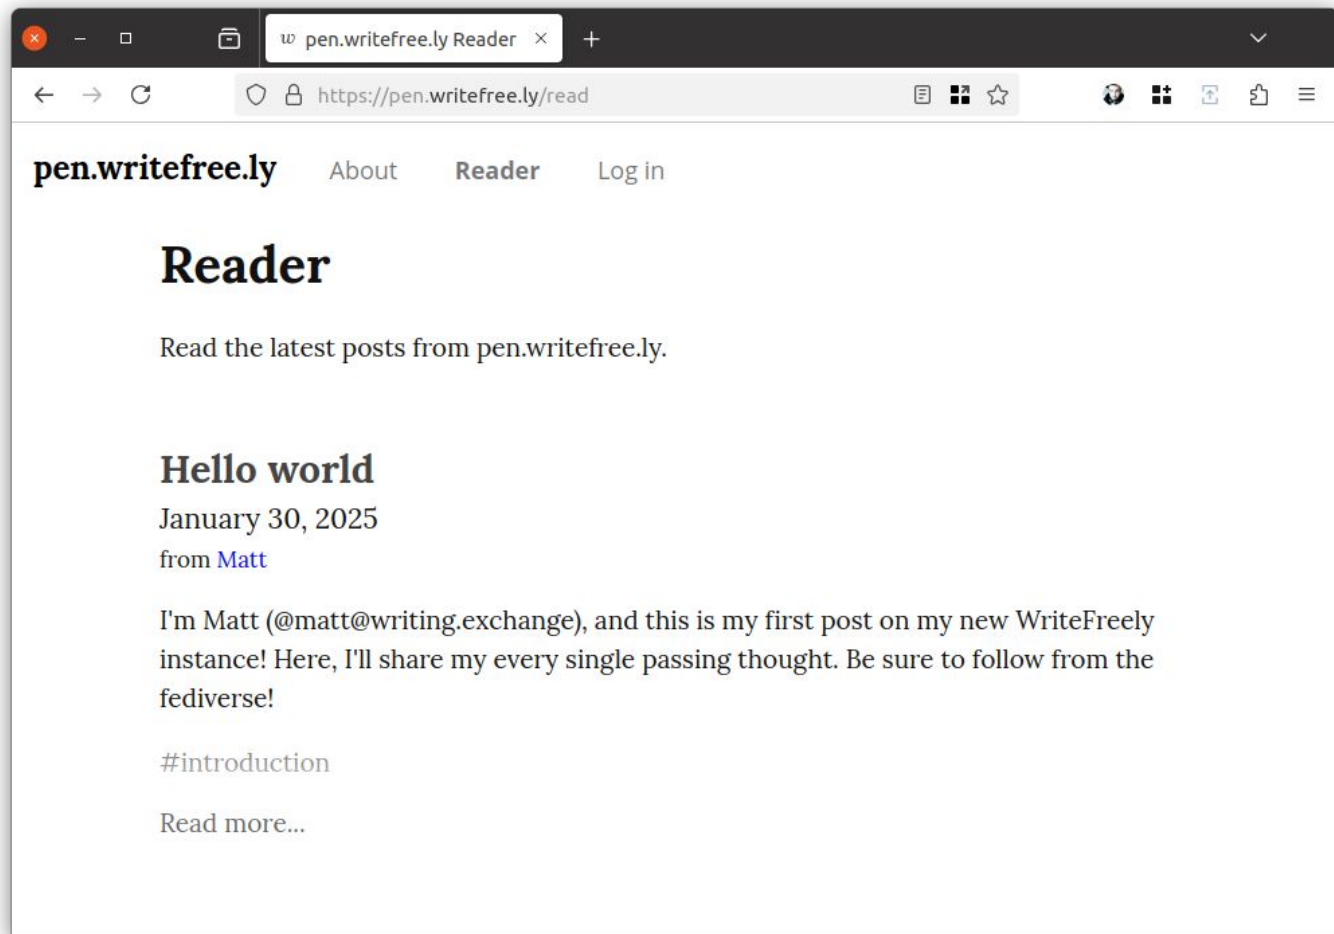 pen.writefree.ly Reader
https://pen.writefree.ly/read
pen.writefree.ly About Reader Log in
Reader
Read the latest posts from pen.writefree.ly.
Hello world
January 30, 2025
from Matt
I'm Matt (@matt@writing.exchange), and this is my first post on my new WriteFreely
instance! Here, I'll share my every single passing thought. Be sure to follow from the
fediverse!
#introduction
Read more...